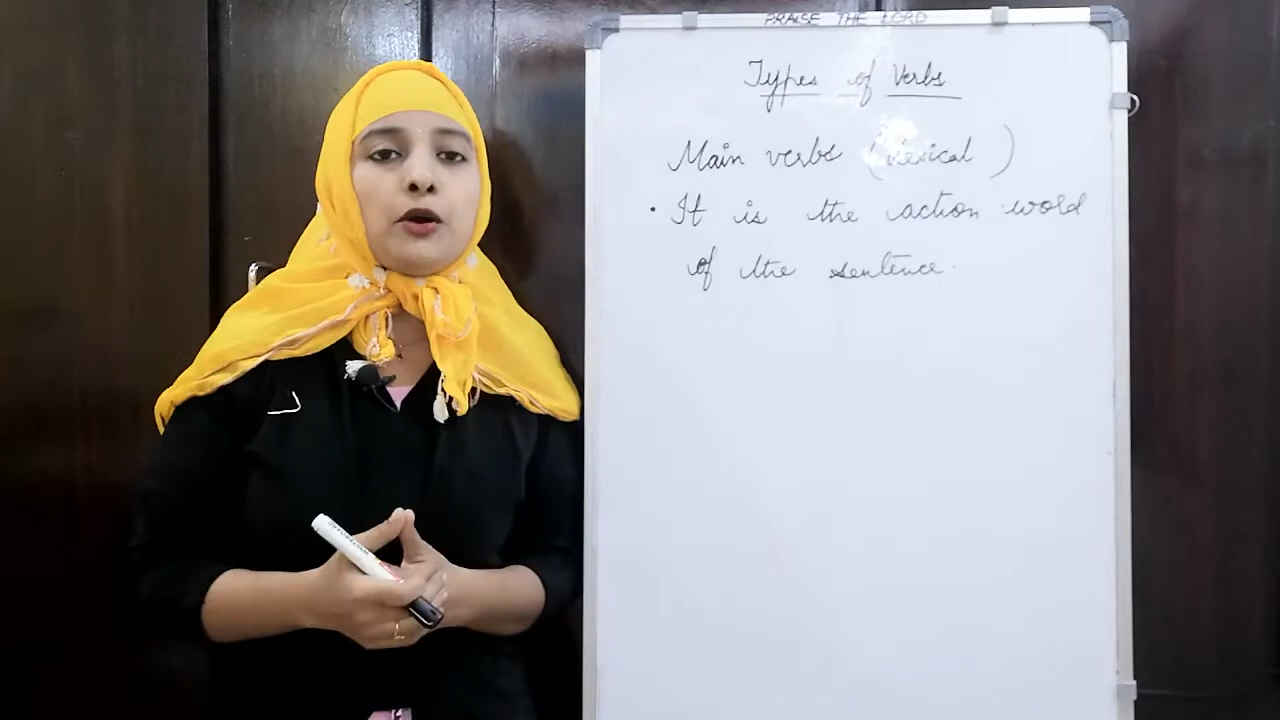 PRAISE THE LORD
Types of Verbs
Main verbs (Lexical)
• It is the action word
of the sentence.